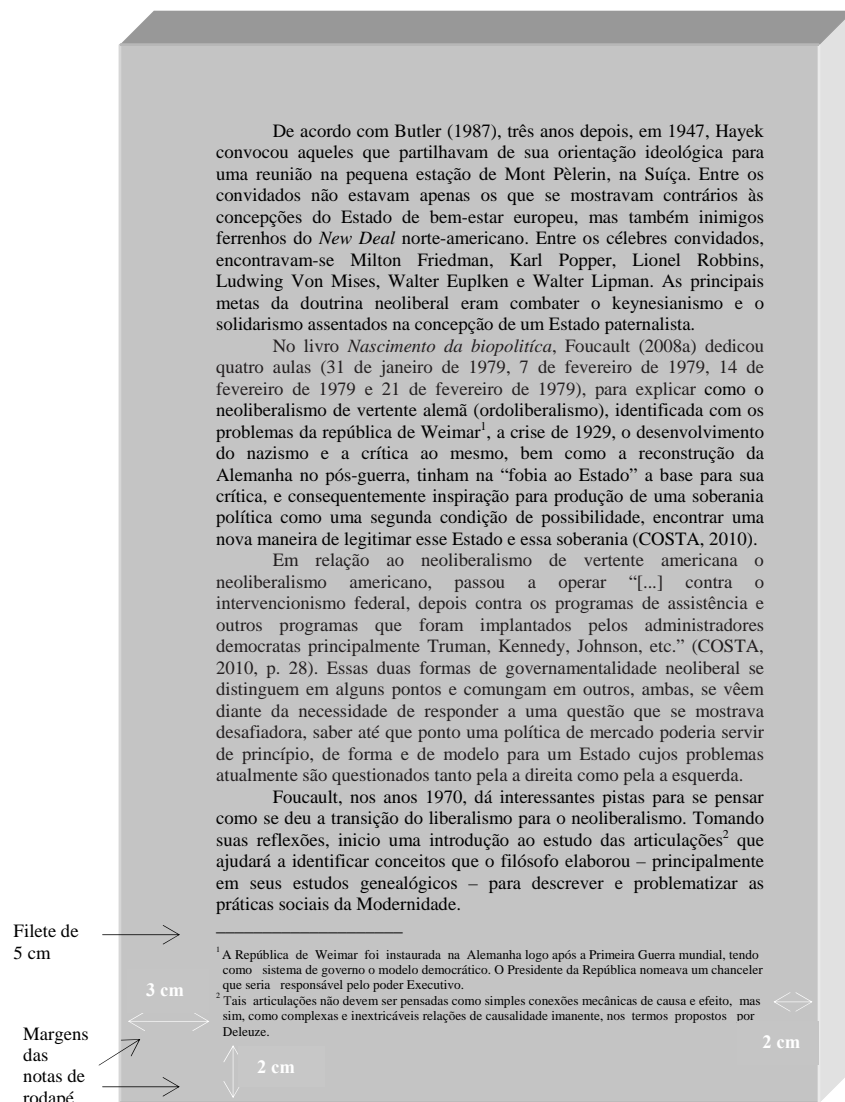 De acordo com Butler (1987), três anos depois, em 1947, Hayek
convocou aqueles que partilhavam de sua orientação ideológica para
uma reunião na pequena estação de Mont Pèlerin, na Suíça. Entre os
convidados não estavam apenas os que se mostravam contrários às
concepções do Estado de bem-estar europeu, mas também inimigos
ferrenhos do New Deal norte-americano. Entre os célebres convidados,
encontravam-se Milton Friedman, Karl Popper, Lionel Robbins,
Ludwing Von Mises, Walter Euplken e Walter Lipman. As principais
metas da doutrina neoliberal eram combater o keynesianismo e o
solidarismo assentados na concepção de um Estado paternalista.
No livro Nascimento da biopolitíca, Foucault (2008a) dedicou
quatro aulas (31 de janeiro de 1979, 7 de fevereiro de 1979, 14 de
fevereiro de 1979 e 21 de fevereiro de 1979), para explicar como o
neoliberalismo de vertente alemã (ordoliberalismo), identificada com os
problemas da república de Weimar¹, a crise de 1929, o desenvolvimento
do nazismo e a crítica ao mesmo, bem como a reconstrução da
Alemanha no pós-guerra, tinham na “fobia ao Estado” a base para sua
crítica, e consequentemente inspiração para produção de uma soberania
política como uma segunda condição de possibilidade, encontrar uma
nova maneira de legitimar esse Estado e essa soberania (COSTA, 2010).
Em relação ao neoliberalismo de vertente americana o
neoliberalismo americano, passou a operar “[...] contra o
intervencionismo federal, depois contra os programas de assistência e
outros programas que foram implantados pelos administradores
democratas principalmente Truman, Kennedy, Johnson, etc.” (COSTA,
2010, p. 28). Essas duas formas de governamentalidade neoliberal se
distinguem em alguns pontos e comungam em outros, ambas, se vêem
diante da necessidade de responder a uma questão que se mostrava
desafiadora, saber até que ponto uma política de mercado poderia servir
de princípio, de forma e de modelo para um Estado cujos problemas
atualmente são questionados tanto pela a direita como pela a esquerda.
Foucault, nos anos 1970, dá interessantes pistas para se pensar
como se deu a transição do liberalismo para o neoliberalismo. Tomando
suas reflexões, inicio uma introdução ao estudo das articulações² que
ajudará a identificar conceitos que o filósofo elaborou – principalmente
em seus estudos genealógicos – para descrever e problematizar as
práticas sociais da Modernidade.
Filete de
5 cm
¹ A República de Weimar foi instaurada na Alemanha logo após a Primeira Guerra mundial, tendo
como sistema de governo o modelo democrático. O Presidente da República nomeava um chanceler
que seria responsável pelo poder Executivo.
² Tais articulações não devem ser pensadas como simples conexões mecânicas de causa e efeito, mas
sim, como complexas e inextricáveis relações de causalidade imanente, nos termos propostos por
Deleuze.
3 cm
2 cm
2 cm
Margens
das
notas de
rodapé